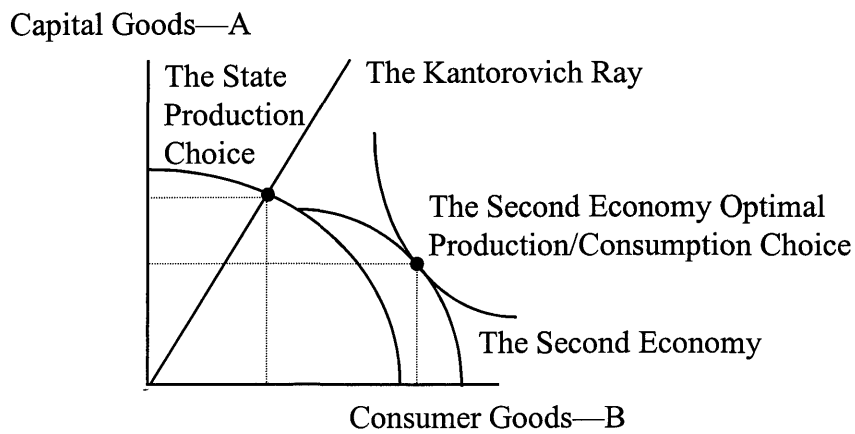 Capital Goods—A
The State
Production
Choice
The Kantorovich Ray
The Second Economy Optimal
Production/Consumption Choice
The Second Economy
Consumer Goods—B